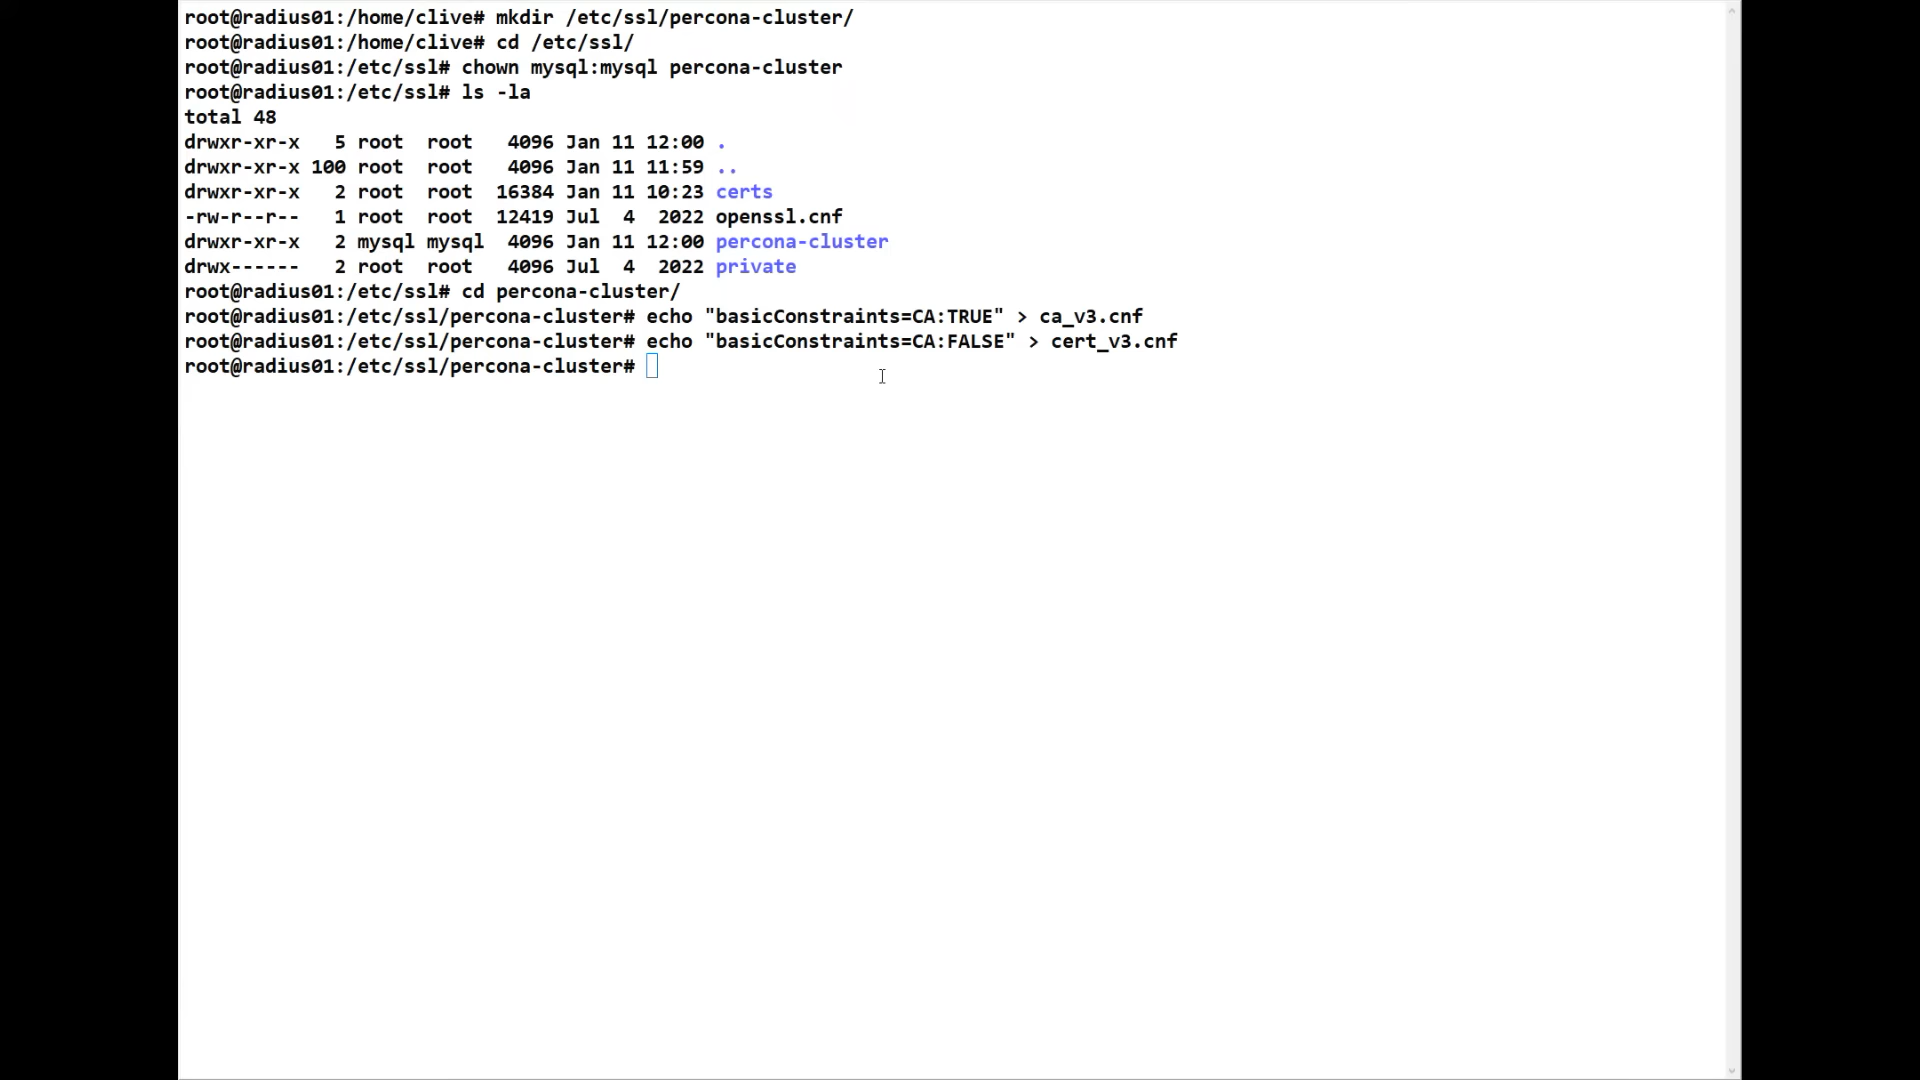 root@radius01:/home/clive# mkdir /etc/ssl/percona-cluster/
root@radius01:/home/clive# cd /etc/ssl/
root@radius01:/etc/ssl# chown mysql:mysql percona-cluster
root@radius01:/etc/ssl# ls -la
total 48
drwxr-xr-x   5 root  root   4096 Jan 11 12:00 .
drwxr-xr-x 100 root  root   4096 Jan 11 11:59 ..
drwxr-xr-x   2 root  root  16384 Jan 11 10:23 certs
-rw-r--r--   1 root  root  12419 Jul  4  2022 openssl.cnf
drwxr-xr-x   2 mysql mysql  4096 Jan 11 12:00 percona-cluster
drwx------   2 root  root   4096 Jul  4  2022 private
root@radius01:/etc/ssl# cd percona-cluster/
root@radius01:/etc/ssl/percona-cluster# echo "basicConstraints=CA:TRUE" > ca_v3.cnf
root@radius01:/etc/ssl/percona-cluster# echo "basicConstraints=CA:FALSE" > cert_v3.cnf
root@radius01:/etc/ssl/percona-cluster#